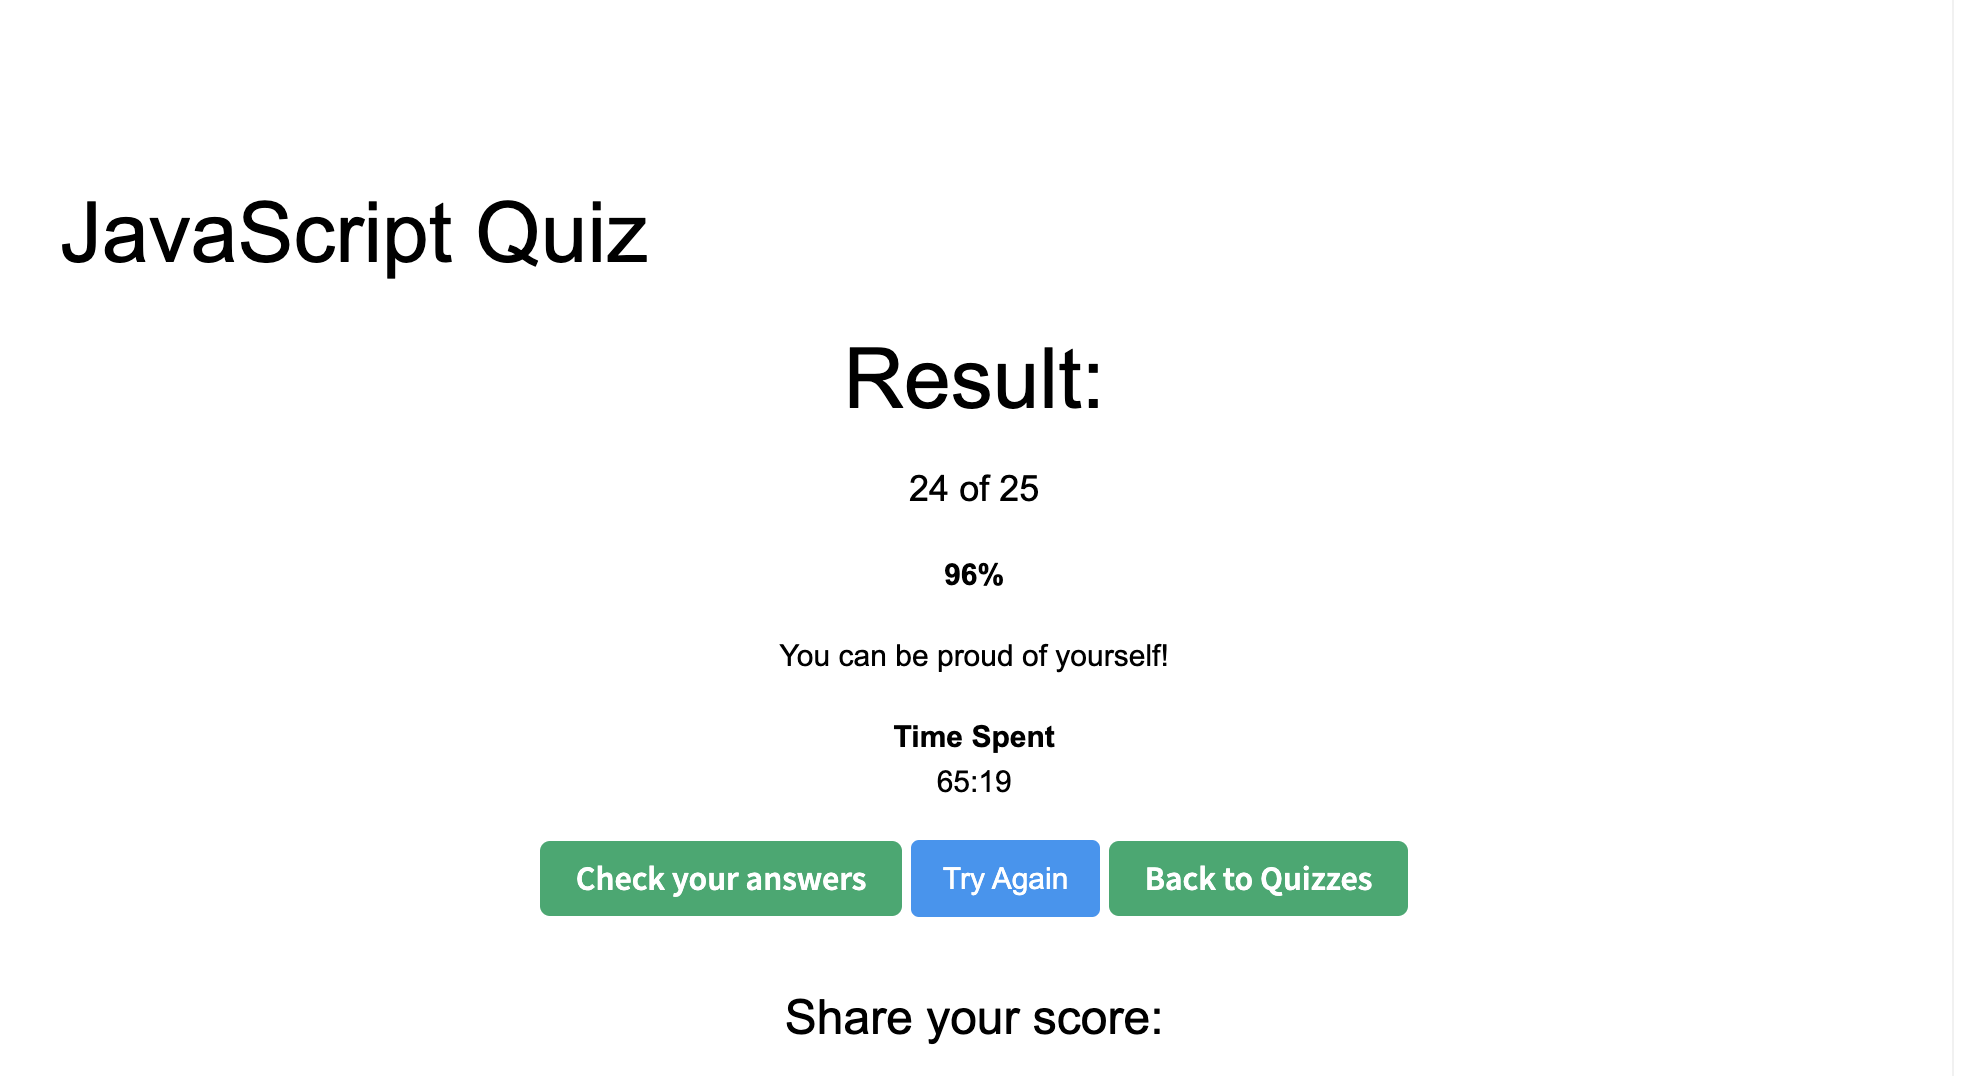 JavaScript Quiz
Result:
24 of 25
96%
You can be proud of yourself!
Time Spent
65:19
Check your answers Try Again Back to Quizzes
Share your score: